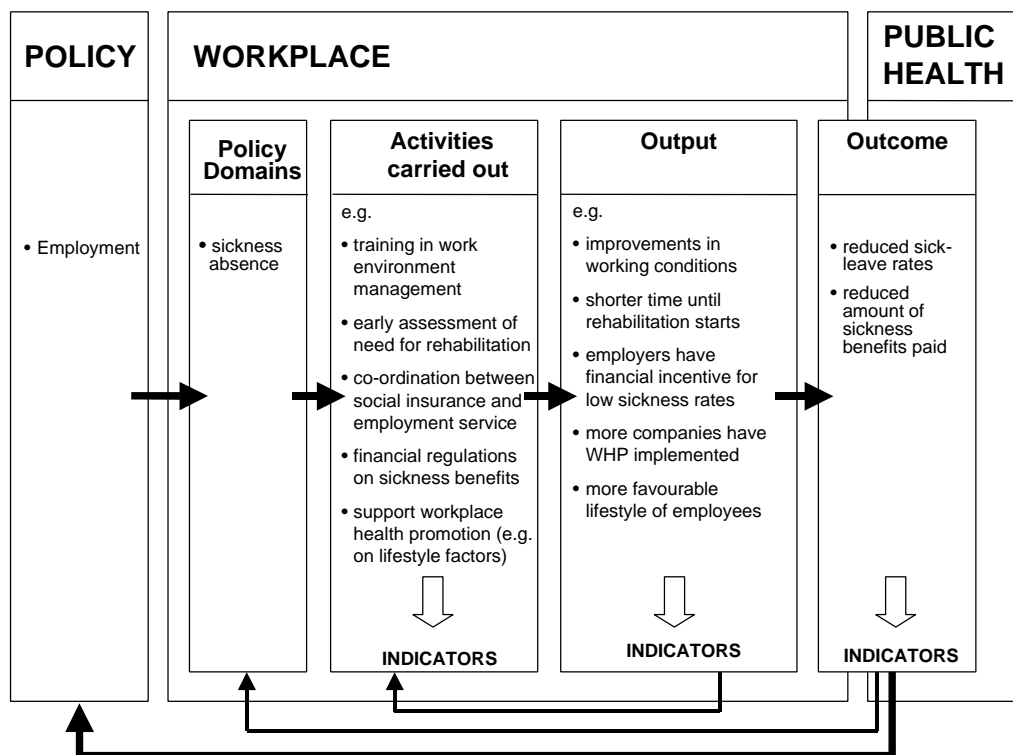 POLICY
WORKPLACE
PUBLIC
HEALTH
Policy
Domains
Activities
carried out
Output
Outcome
• Employment
• sickness
absence
e.g.
• training in work
environment
management
• early assessment of
need for rehabilitation
• co-ordination between
social insurance and
employment service
• financial regulations
on sickness benefits
• support workplace
health promotion (e.g.
on lifestyle factors)
INDICATORS
e.g.
• improvements in
working conditions
• shorter time until
rehabilitation starts
• employers have
financial incentive for
low sickness rates
• more companies have
WHP implemented
• more favourable
lifestyle of employees
INDICATORS
• reduced sick-
leave rates
• reduced
amount of
sickness
benefits paid
INDICATORS